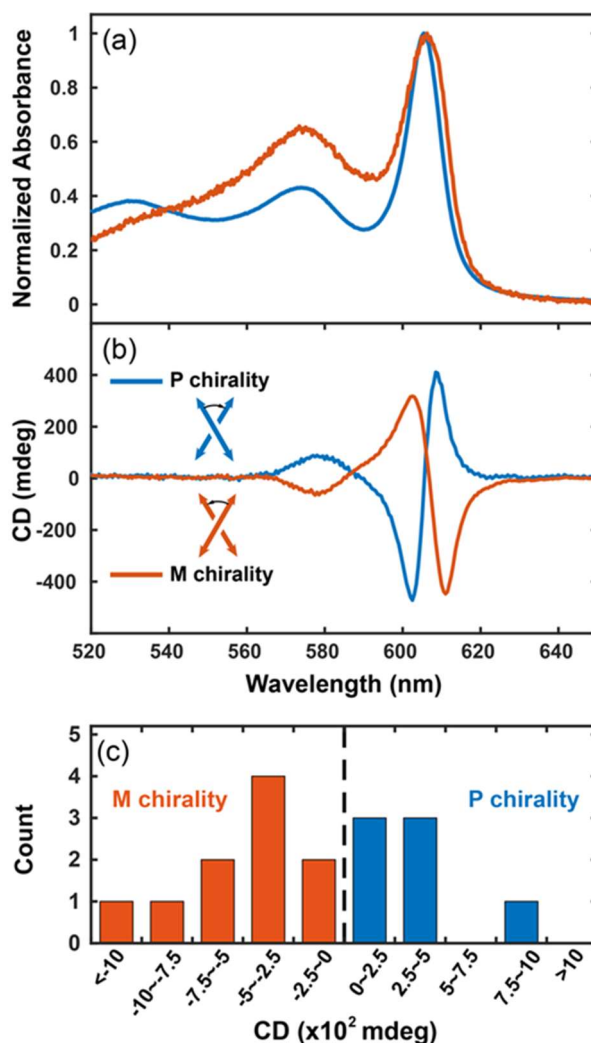 (a)
Normalized Absorbance
1
0.8
0.6
0.4
0.2
0
(b)
CD (mdeg)
400
200
0
-200
-400
P chirality
M chirality
520 540 560 580 600 620 640
Wavelength (nm)
(c)
Count
5
4
3
2
1
0
M chirality P chirality
<-10 -10~-7.5 -7.5~-5 -5~-2.5 -2.5~0 0~2.5 2.5~5 5~7.5 7.5~10 >10
CD (x10² mdeg)